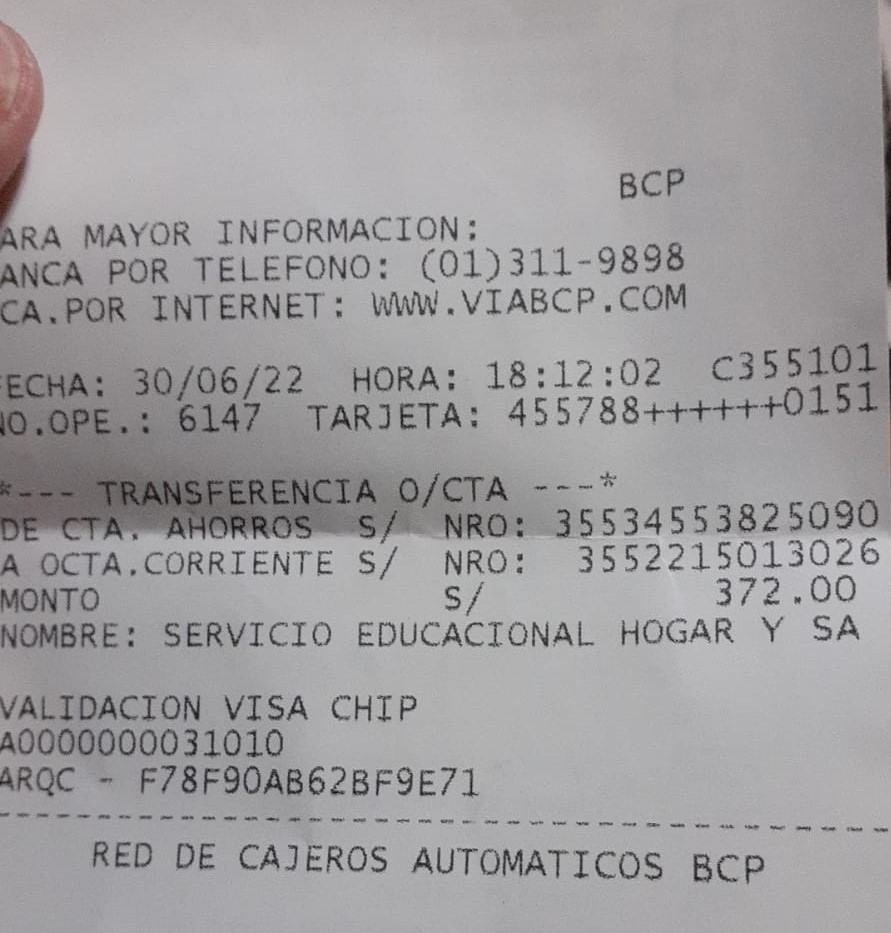 BCP
ARA MAYOR INFORMACION:
ANCA POR TELEFONO: (01)311-9898
CA.POR INTERNET: WWW.VIABCP.COM
FECHA: 30/06/22 HORA: 18:12:02 C355101
NO.OPE.: 6147 TARJETA: 455788++++++0151
*--- TRANSFERENCIA O/CTA ---*
DE CTA. AHORROS S/ NRO: 35534553825090
A OCTA.CORRIENTE S/ NRO: 3552215013026
MONTO S/ 372.00
NOMBRE: SERVICIO EDUCACIONAL HOGAR Y SA
VALIDACION VISA CHIP
A0000000031010
ARQC - F78F90AB62BF9E71
RED DE CAJEROS AUTOMATICOS BCP